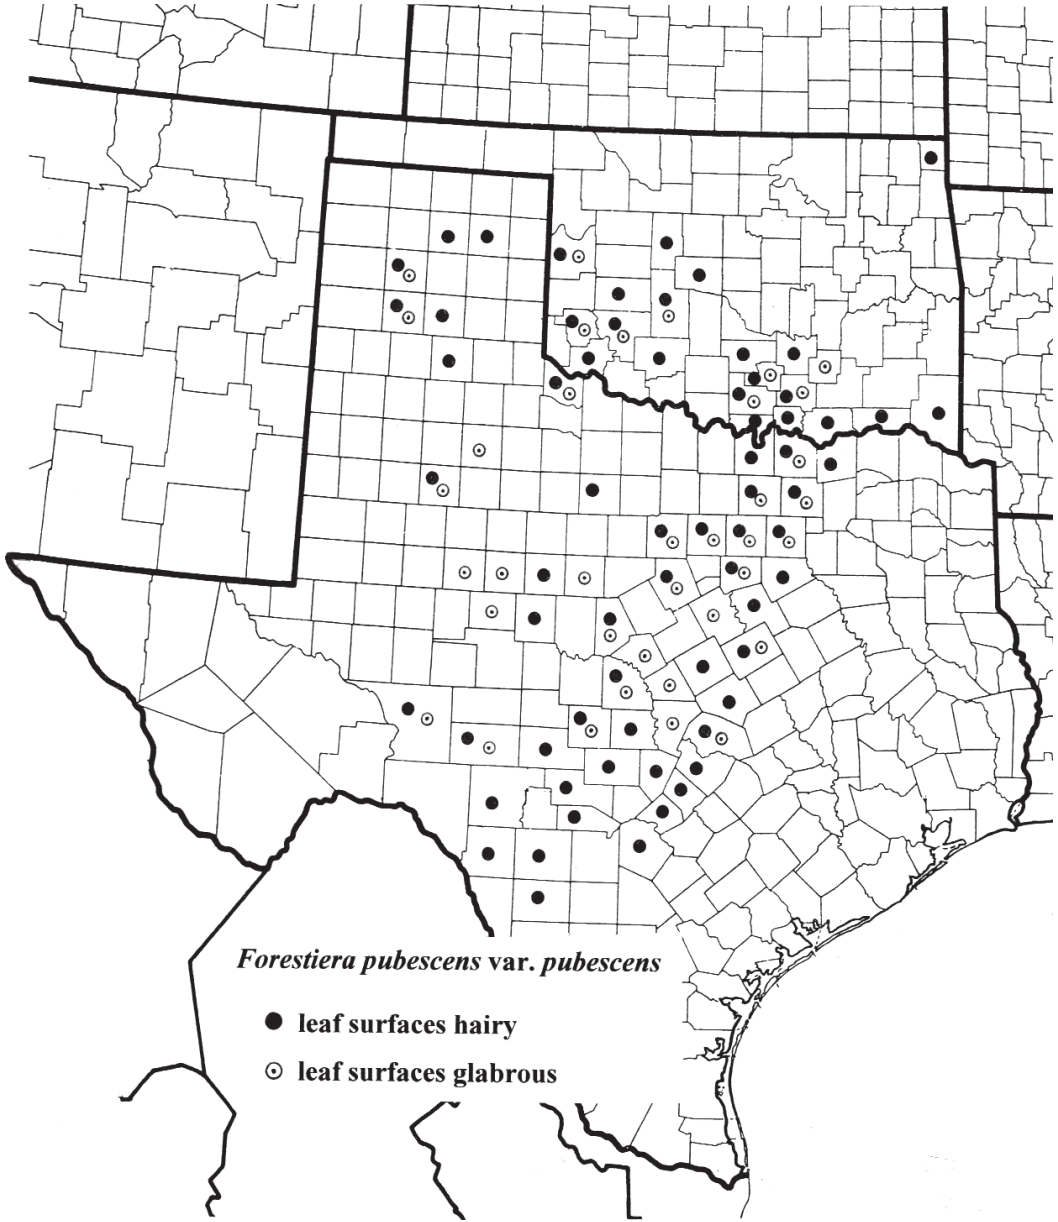 Forestiera pubescens var. pubescens
leaf surfaces hairy
leaf surfaces glabrous